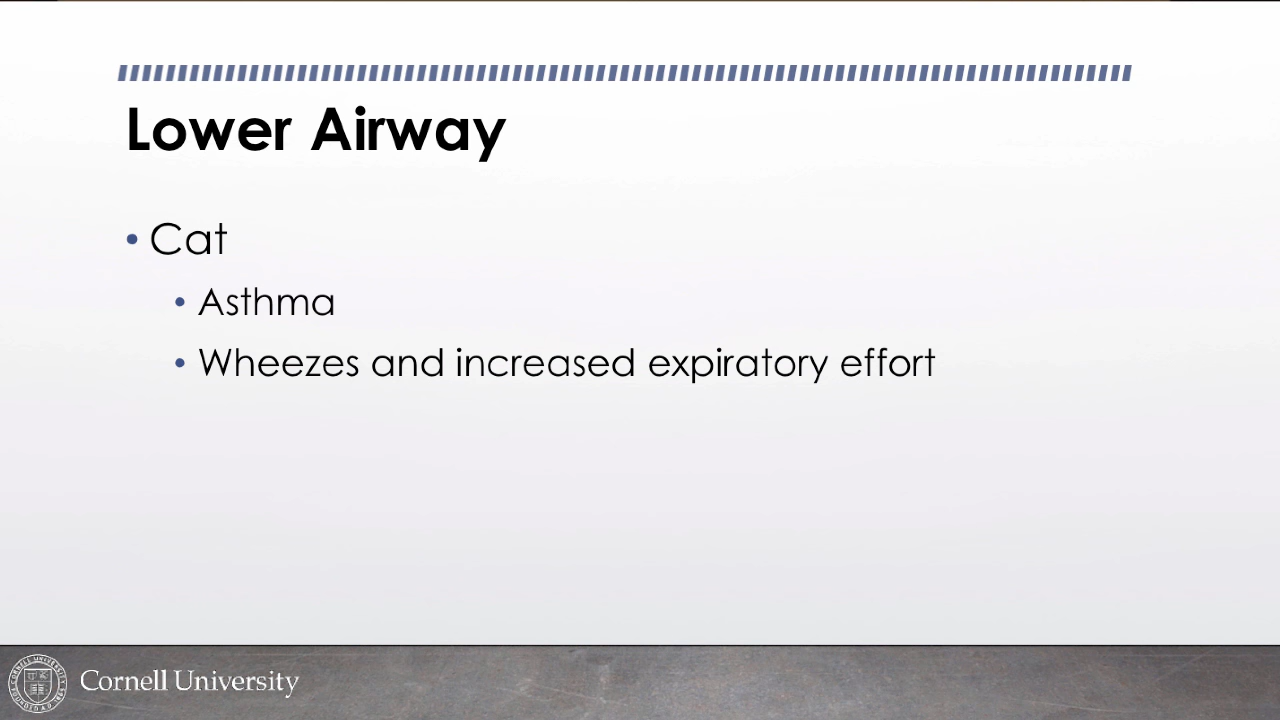 Lower Airway
• Cat
• Asthma
• Wheezes and increased expiratory effort
Cornell University